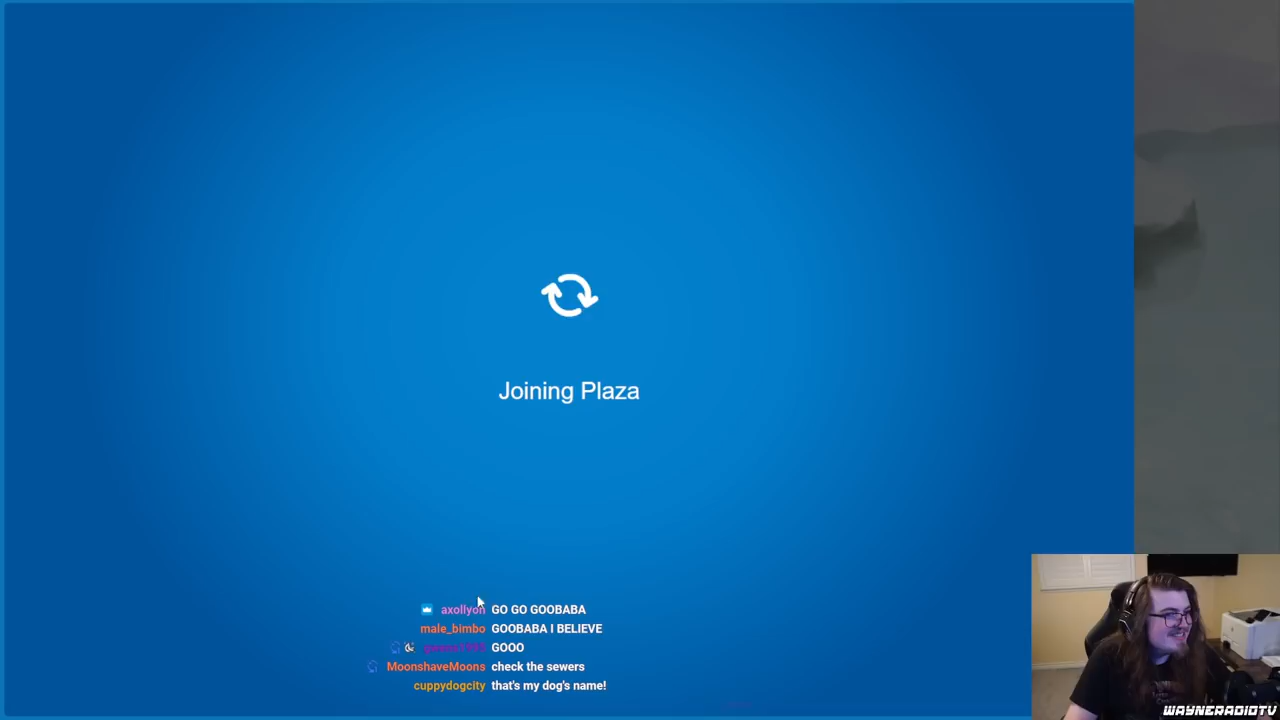 Joining Plaza
axollyon GO GO GOOBABA
male_bimbo GOOBABA I BELIEVE
GOOO
MoonshaveMoons check the sewers
cuppydogcity that's my dog's name!
WAYNERADIOTV